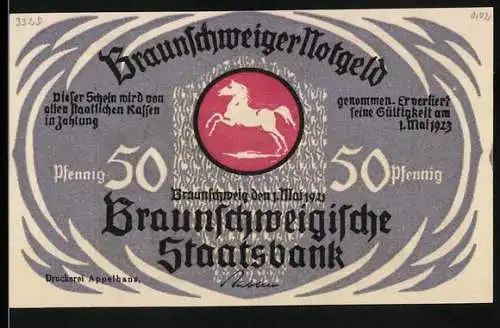 Braunschweiger Notgeld
Dieser Schein wird von
allen staatlichen Kassen
in Zahlung
genommen. Er verliert
seine Gültigkeit am
1. Mai 1923
Pfennig 50
50 Pfennig
Braunschweig den 1. Mai 1921
Braunschweigische
Staatsbank
Druckerei Appelhans.